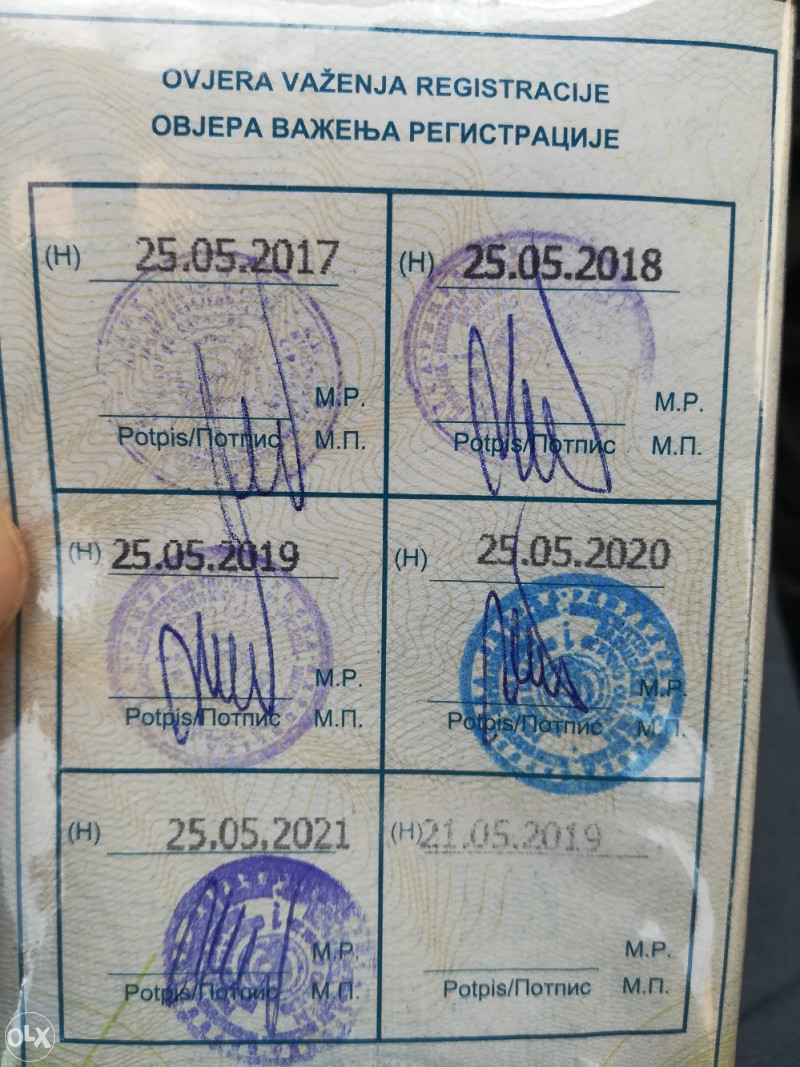 OVJERA VAŽENJA REGISTRACIJE
ОВЈЕРА ВАЖЕЊА РЕГИСТРАЦИЈЕ
(H) 25.05.2017
M.P.
Potpis/Потпис М.П.
(H) 25.05.2018
M.P.
Potpis/Потпис М.П.
(H) 25.05.2019
M.P.
Potpis/Потпис М.П.
(H) 25.05.2020
M.P.
Potpis/Потпис М.П.
(H) 25.05.2021
M.P.
Potpis/Потпис М.П.
(H) 21.05.2019
M.P.
Potpis/Потпис М.П.
OLX